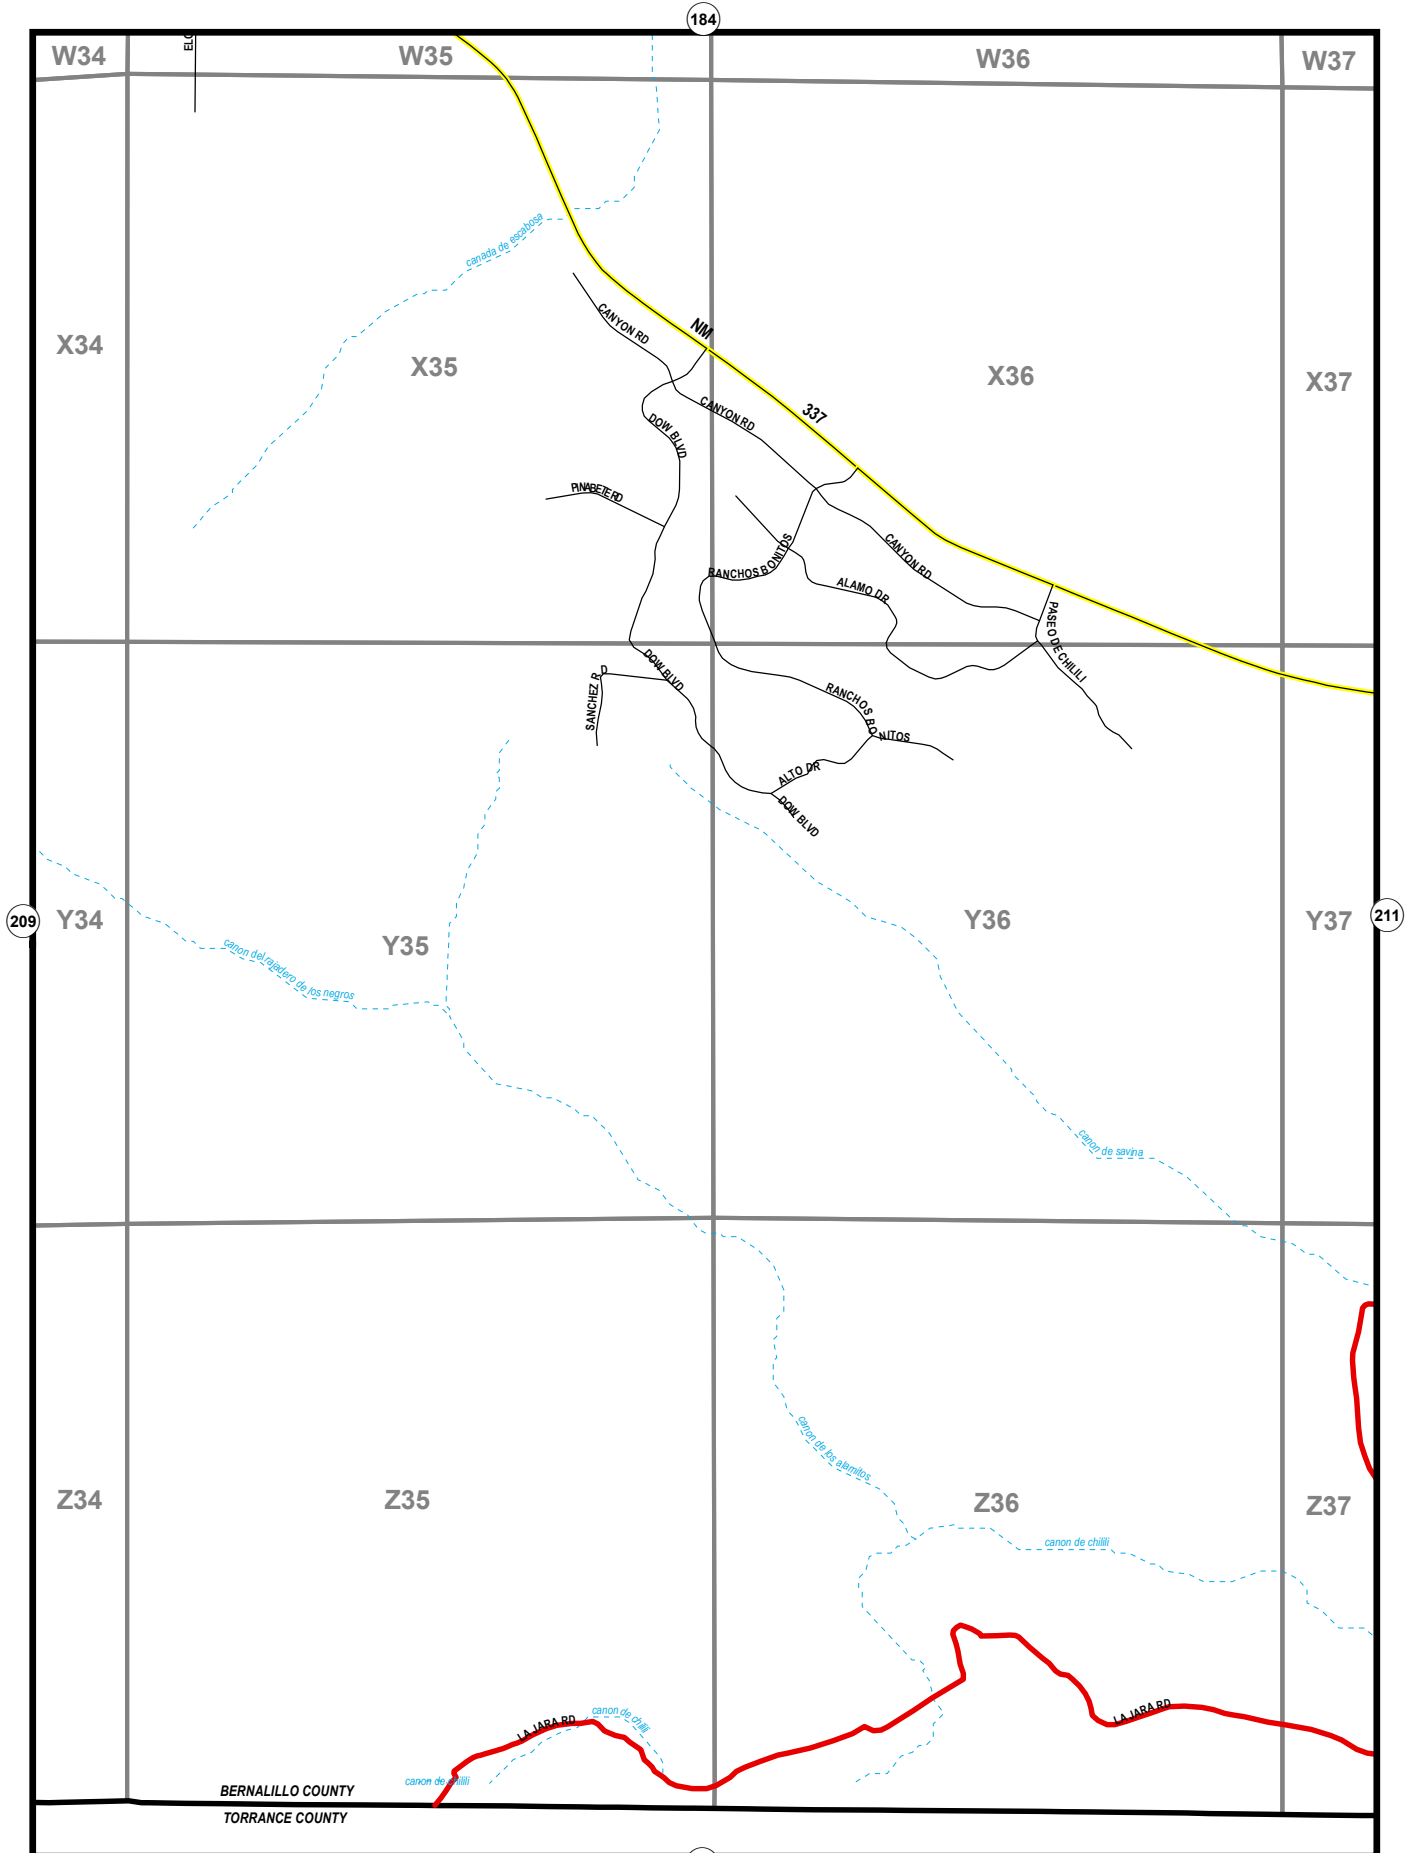 184
W34
W35
W36
W37
canada de escabosa
X34
CANYON RD
NM
X35
X36
X37
CANYON RD
337
DOW BLVD
PINABETE RD
CANYON RD
RANCHOS BONITOS
ALAMO DR
PASEO DE CHILILI
DOW BLVD
SANCHEZ RD
RANCHOS BONITOS
ALTO DR
DOW BLVD
209
Y34
Y35
Y36
Y37
211
canon del rajadero de los negros
canon de savina
canon de los alamitos
Z34
Z35
Z36
Z37
canon de chilili
LA JARA RD
canon de chilili
LA JARA RD
canon de chilili
BERNALILLO COUNTY
TORRANCE COUNTY